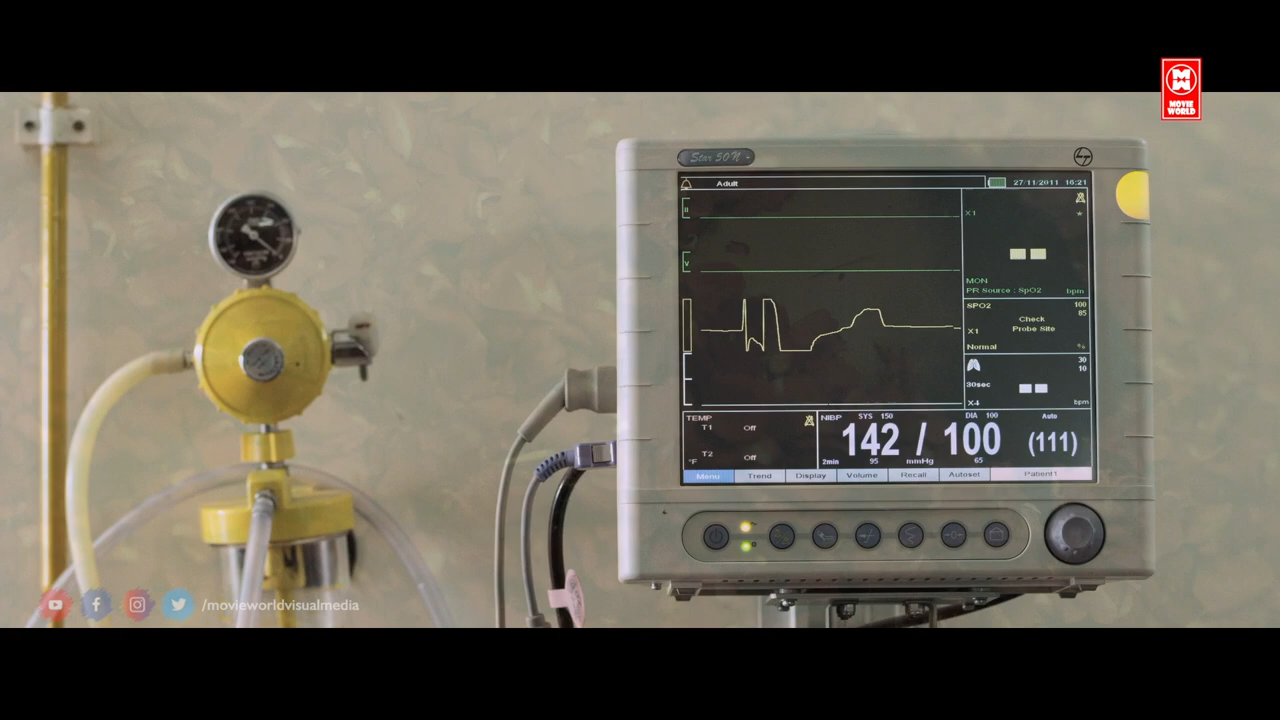 MOVIE
WORLD
Star 50N
Adult
27/11/2011 16:21
II
X1
V
MON
PR Source : SpO2 bpm
SPO2
100
85
Check
Probe Site
X1
Normal
%
30
10
30sec
X4
bpm
TEMP
T1 Off
T2 Off
°F
NIBP SYS 150 DIA 100 Auto
142 / 100 (111)
2min 95 mmHg 65
Menu Trend Display Volume Recall Autoset Patient1
/movieworldvisualmedia